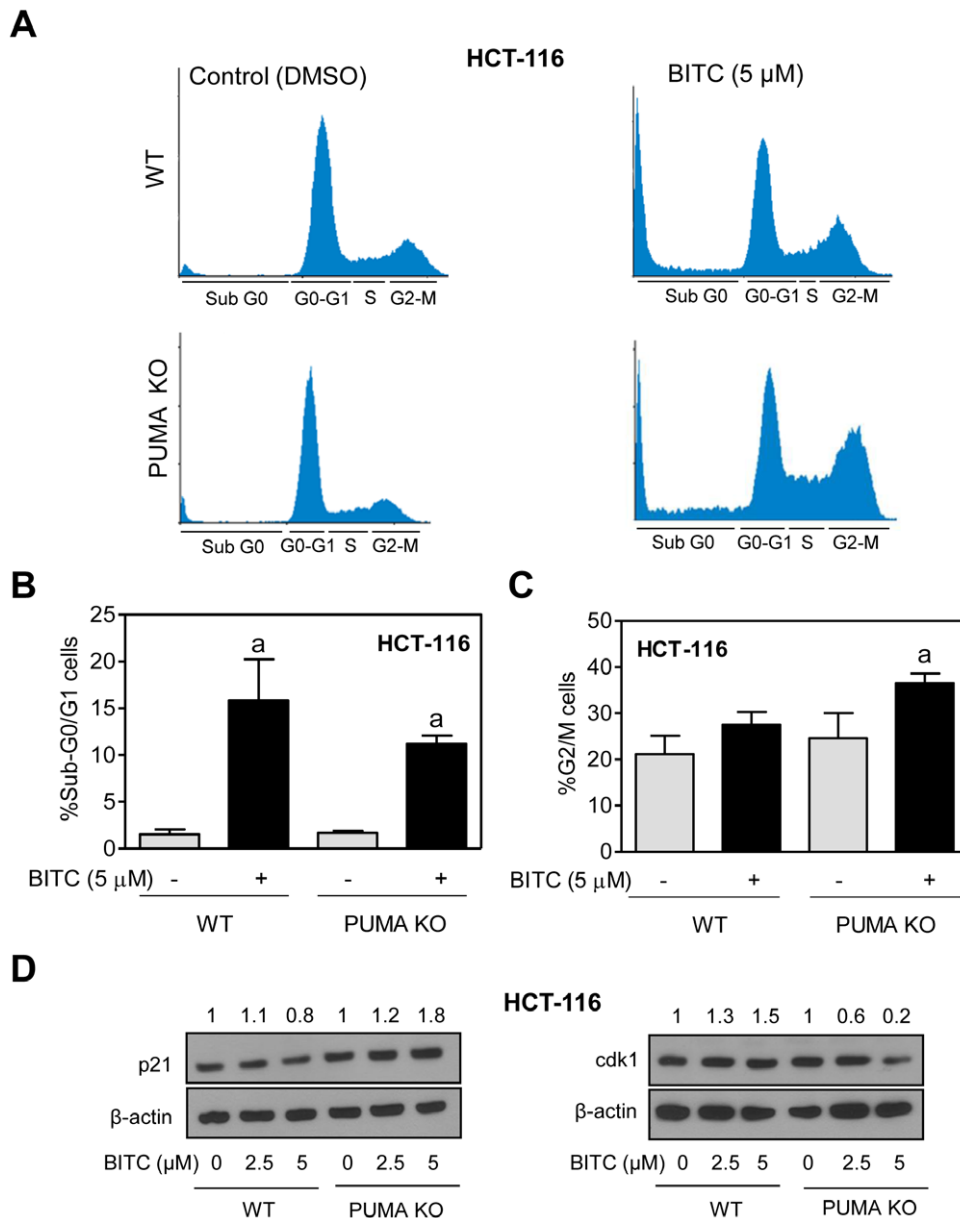 A
HCT-116
Control (DMSO)
BITC (5 µM)
WT
Sub G0 G0-G1 S G2-M
Sub G0 G0-G1 S G2-M
PUMA KO
Sub G0 G0-G1 S G2-M
Sub G0 G0-G1 S G2-M
B
%Sub-G0/G1 cells
25
20
15
10
5
0
HCT-116
a
a
BITC (5 µM) - + - +
WT PUMA KO
C
%G2/M cells
50
40
30
20
10
0
HCT-116
a
BITC (5 µM) - + - +
WT PUMA KO
D
HCT-116
1 1.1 0.8 1 1.2 1.8
p21
β-actin
BITC (µM) 0 2.5 5 0 2.5 5
WT PUMA KO
1 1.3 1.5 1 0.6 0.2
cdk1
β-actin
BITC (µM) 0 2.5 5 0 2.5 5
WT PUMA KO